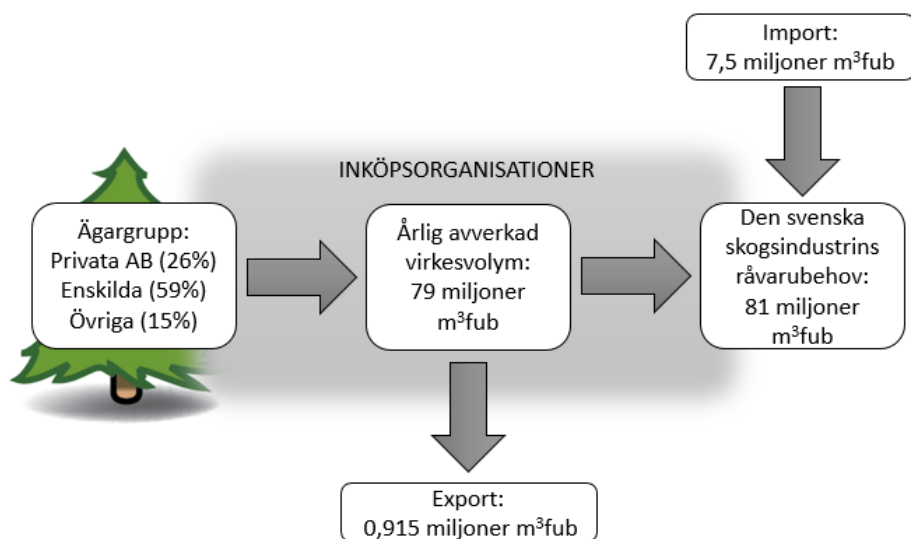 Import:
7,5 miljoner m³fub
INKÖPSORGANISATIONER
Ägargrupp:
Privata AB (26%)
Enskilda (59%)
Övriga (15%)
Årlig avverkad
virkesvolym:
79 miljoner
m³fub
Den svenska
skogsindustrins
råvarubehov:
81 miljoner
m³fub
Export:
0,915 miljoner m³fub